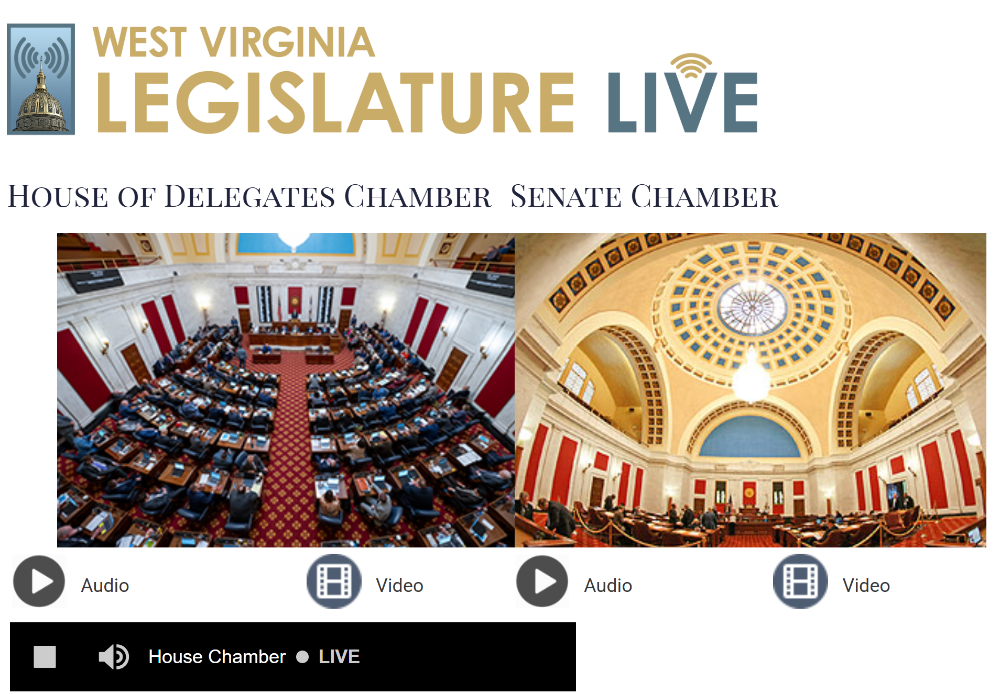 WEST VIRGINIA
LEGISLATURE LIVE
House of Delegates Chamber Senate Chamber
Audio Video Audio Video
House Chamber LIVE